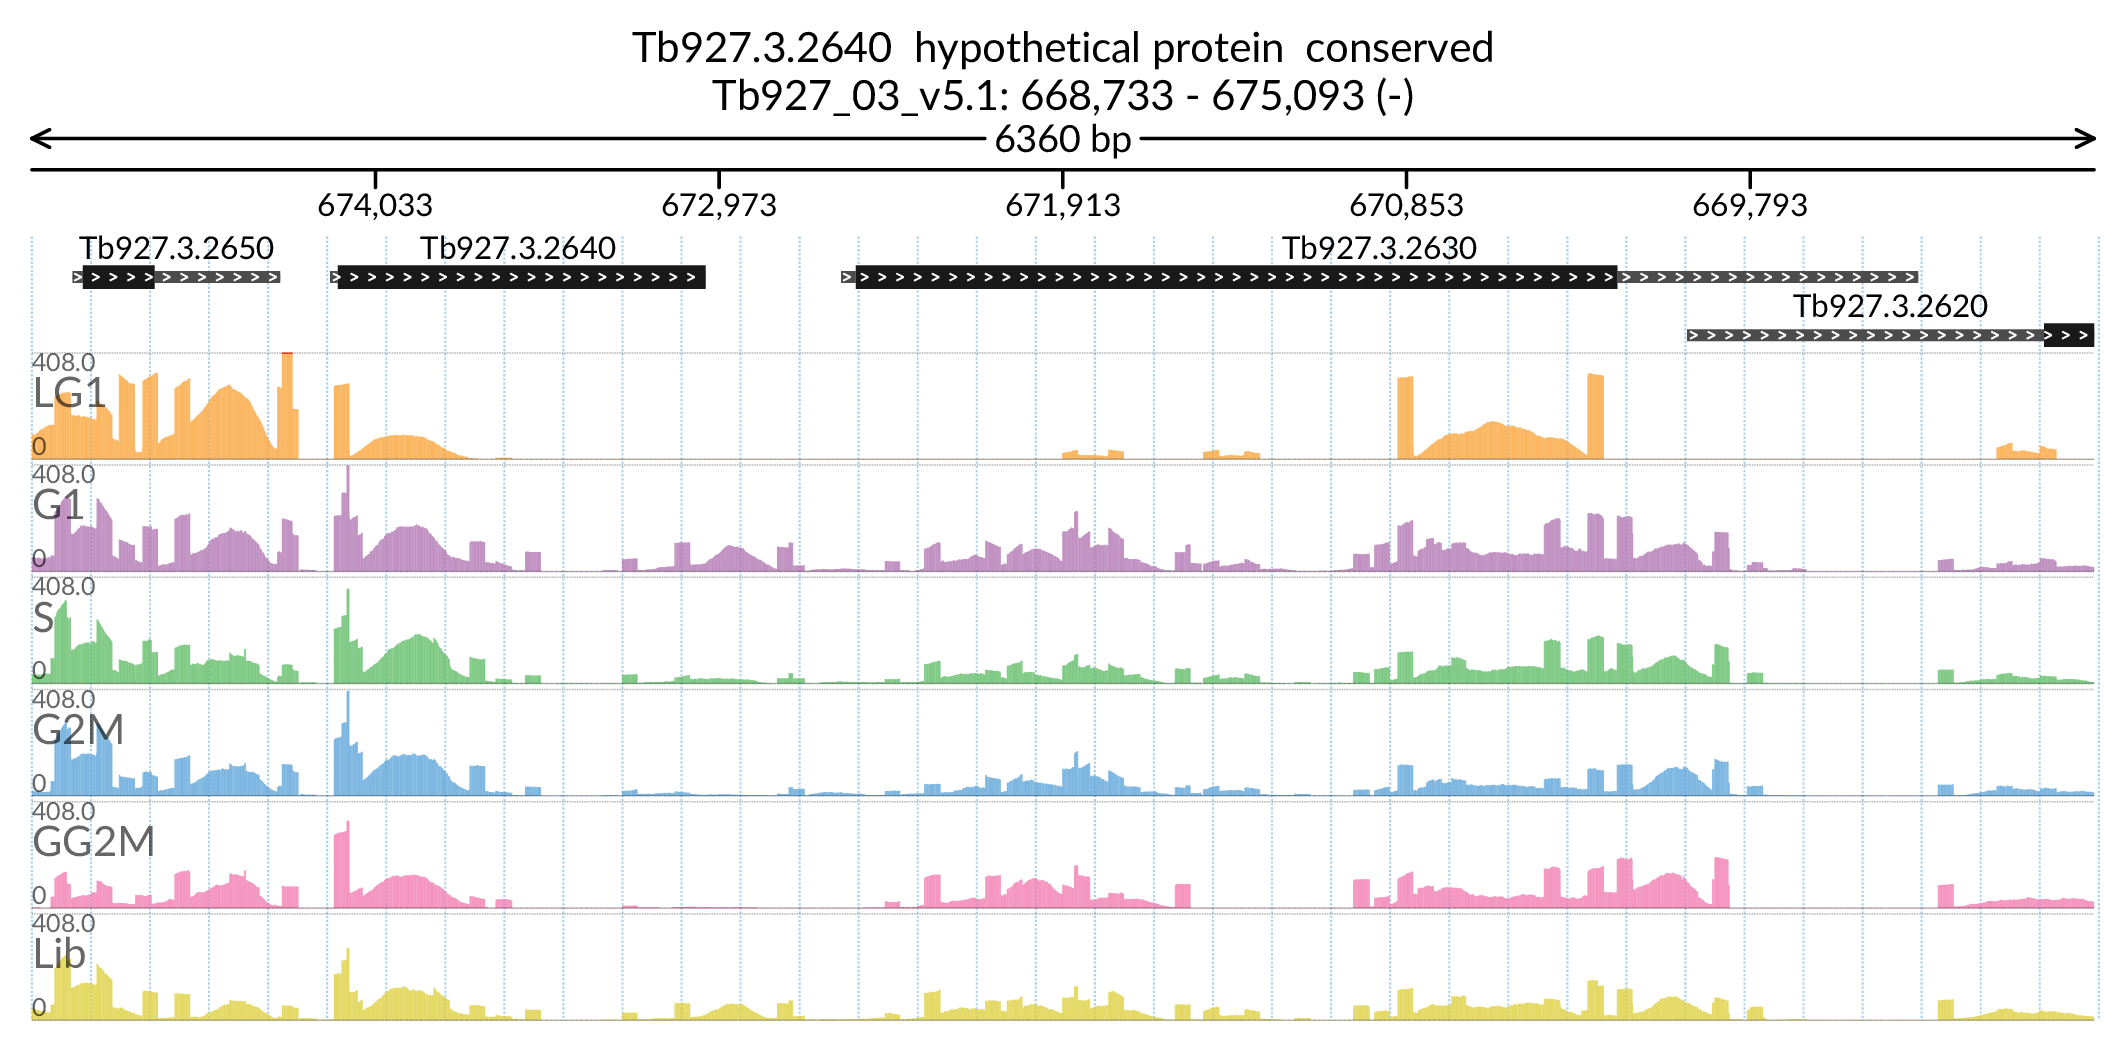 Tb927.3.2640  hypothetical protein  conserved
Tb927_03_v5.1: 668,733 - 675,093 (-)
6360 bp
674,033 672,973 671,913 670,853 669,793
Tb927.3.2650 Tb927.3.2640 Tb927.3.2630
Tb927.3.2620
408.0
LG1
0
408.0
G1
0
408.0
S
0
408.0
G2M
0
408.0
GG2M
0
408.0
Lib
0